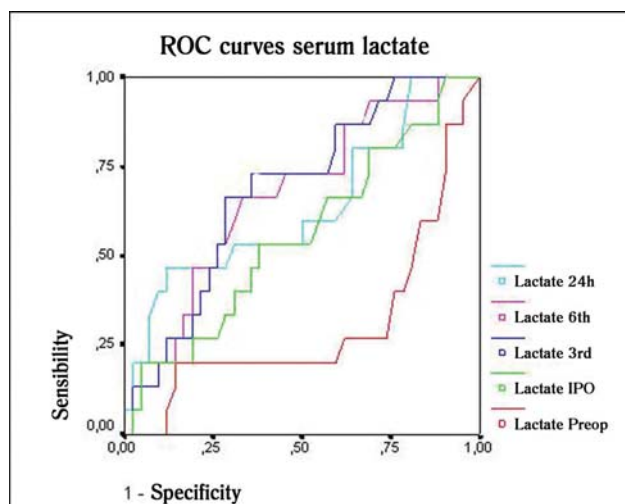 ROC curves serum lactate
1,00
,75
,50
,25
0,00
Sensibility
0,00
,25
,50
,75
1,00
1 - Specificity
Lactate 24h
Lactate 6th
Lactate 3rd
Lactate IPO
Lactate Preop